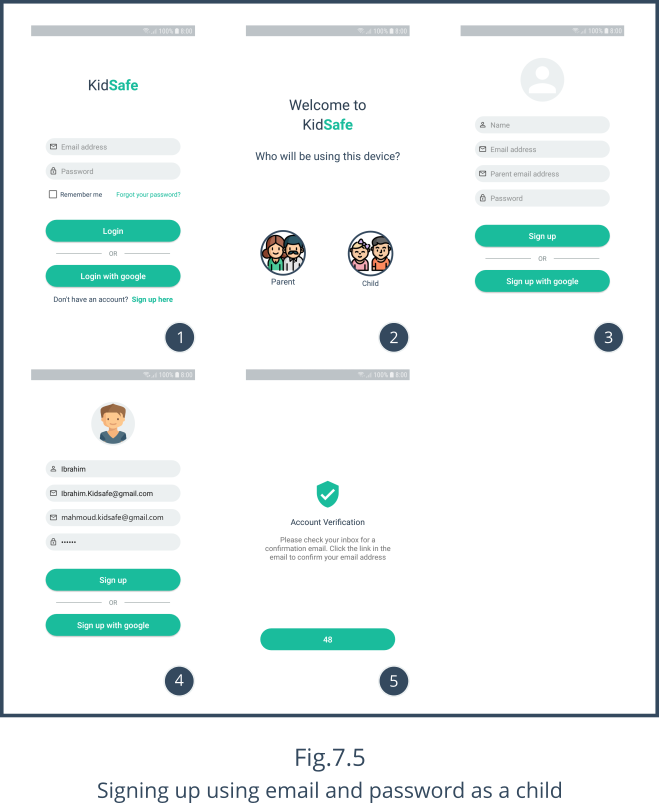 100% 8:00
KidSafe
Email address
Password
Remember me Forgot your password?
Login
OR
Login with google
Don't have an account? Sign up here
1
100% 8:00
Welcome to
KidSafe
Who will be using this device?
Parent
Child
2
100% 8:00
Name
Email address
Parent email address
Password
Sign up
OR
Sign up with google
3
100% 8:00
Ibrahim
Ibrahim.Kidsafe@gmail.com
mahmoud.kidsafe@gmail.com
••••••
Sign up
OR
Sign up with google
4
100% 8:00
Account Verification
Please check your inbox for a
confirmation email. Click the link in the
email to confirm your email address
48
5
Fig.7.5
Signing up using email and password as a child